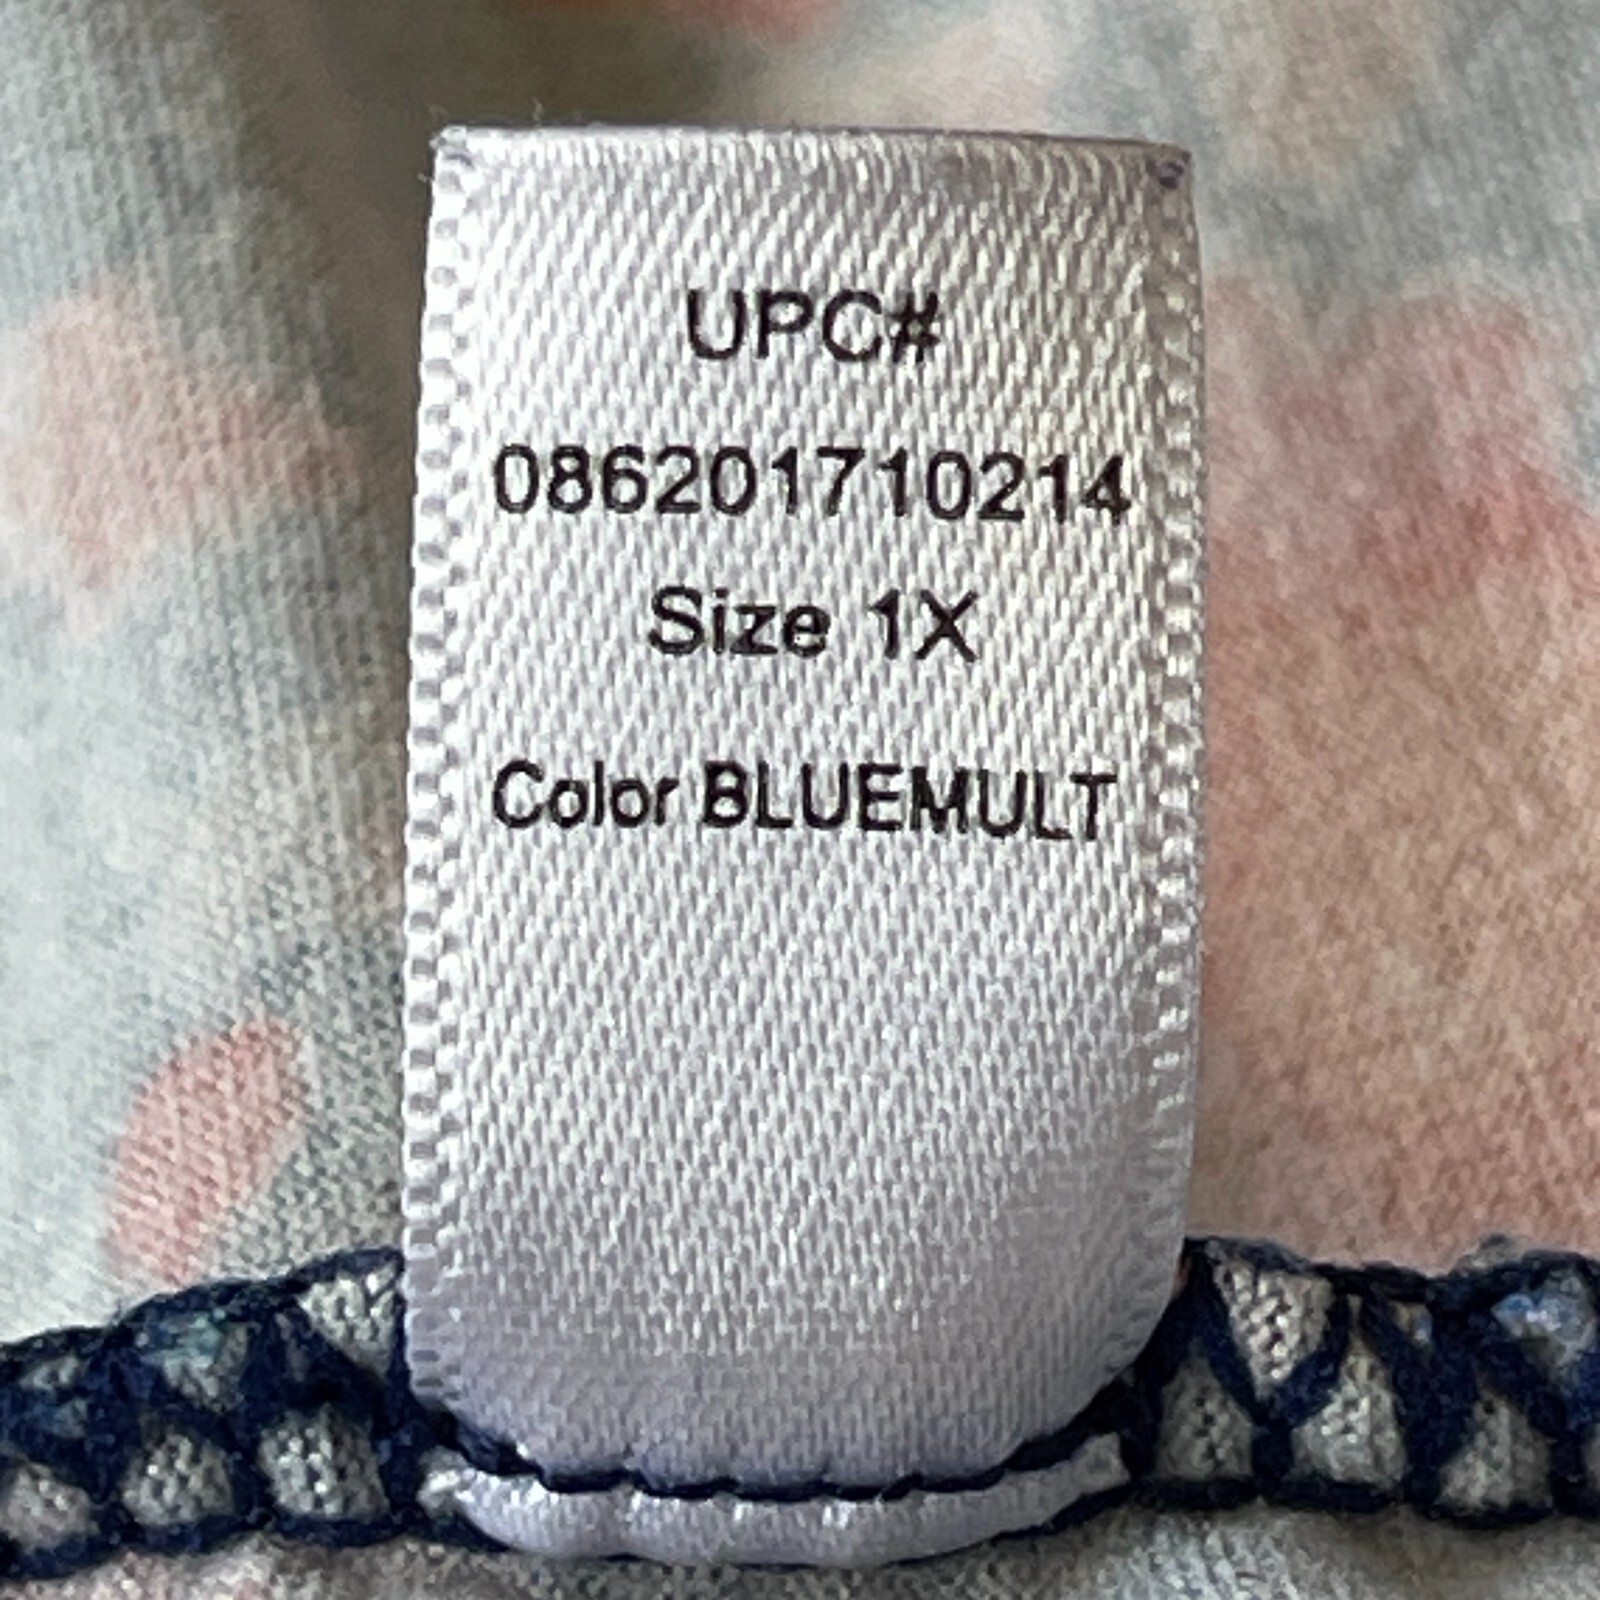 UPC#
086201710214
Size 1X
Color BLUEMULT